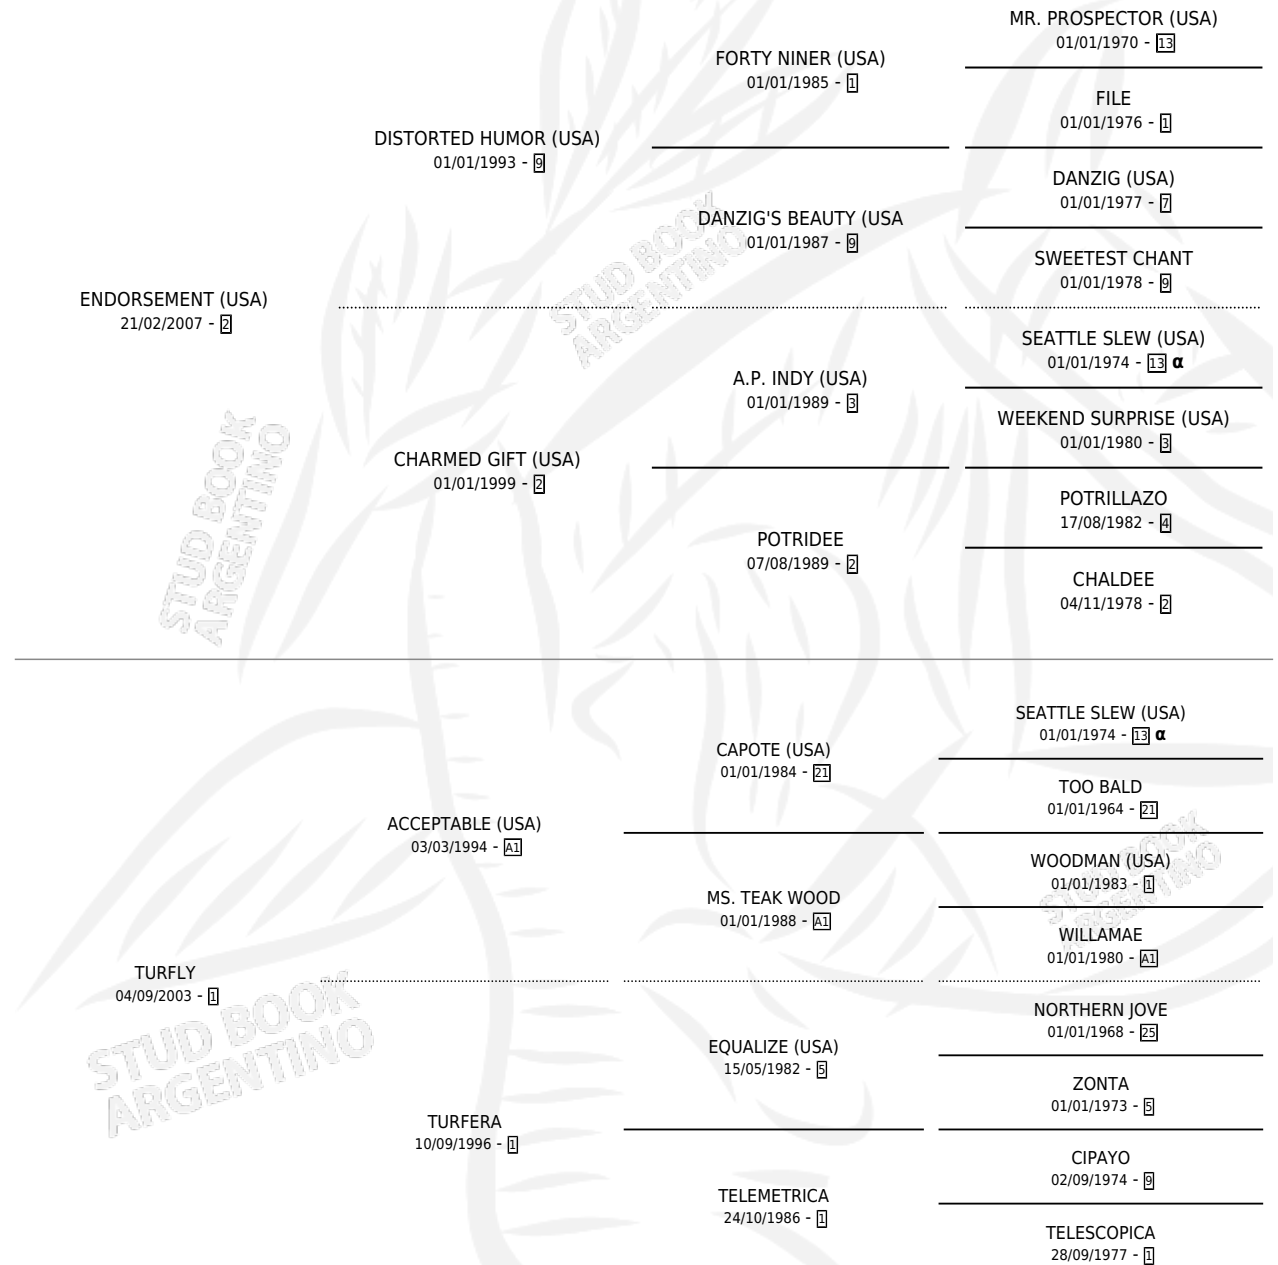 MR. PROSPECTOR (USA)
01/01/1970 - 13
FORTY NINER (USA)
01/01/1985 - 1
FILE
01/01/1976 - 1
DISTORTED HUMOR (USA)
01/01/1993 - 9
DANZIG (USA)
01/01/1977 - 7
DANZIG'S BEAUTY (USA
01/01/1987 - 9
SWEETEST CHANT
01/01/1978 - 9
ENDORSEMENT (USA)
21/02/2007 - 2
SEATTLE SLEW (USA)
01/01/1974 - 13 α
A.P. INDY (USA)
01/01/1989 - 3
WEEKEND SURPRISE (USA)
01/01/1980 - 3
CHARMED GIFT (USA)
01/01/1999 - 2
POTRILLAZO
17/08/1982 - 4
POTRIDEE
07/08/1989 - 2
CHALDEE
04/11/1978 - 2
SEATTLE SLEW (USA)
01/01/1974 - 13 α
CAPOTE (USA)
01/01/1984 - 21
TOO BALD
01/01/1964 - 21
ACCEPTABLE (USA)
03/03/1994 - A1
WOODMAN (USA)
01/01/1983 - 1
MS. TEAK WOOD
01/01/1988 - A1
WILLAMAE
01/01/1980 - A1
TURFLY
04/09/2003 - 1
NORTHERN JOVE
01/01/1968 - 25
EQUALIZE (USA)
15/05/1982 - 5
ZONTA
01/01/1973 - 5
TURFERA
10/09/1996 - 1
CIPAYO
02/09/1974 - 9
TELEMETRICA
24/10/1986 - 1
TELESCOPICA
28/09/1977 - 1
STUD BOOK
ARGENTINO
STUD BOOK
ARGENTINO
STUD BOOK
ARGENTINO
STUD BOOK
ARGENTINO